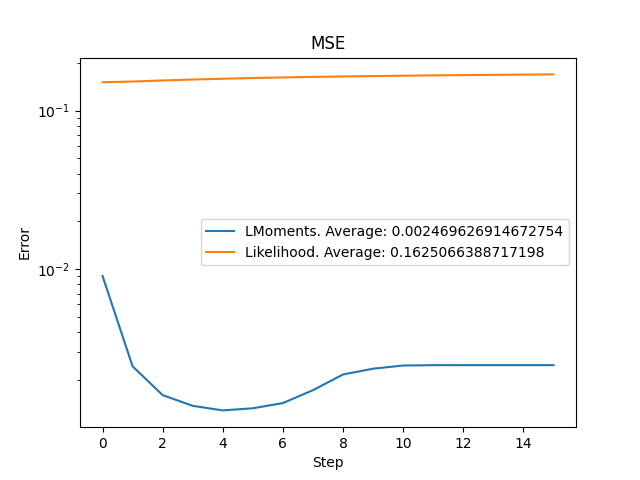 MSE
Error
10⁻¹
10⁻²
LMoments. Average: 0.002469626914672754
Likelihood. Average: 0.1625066388717198
0 2 4 6 8 10 12 14
Step